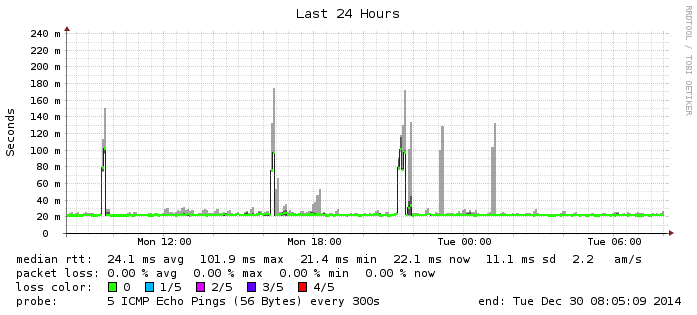 Last 24 Hours
RRDTOOL / TOBI OETIKER
Seconds
240 m
220 m
200 m
180 m
160 m
140 m
120 m
100 m
80 m
60 m
40 m
20 m
0
Mon 12:00 Mon 18:00 Tue 00:00 Tue 06:00
median rtt: 24.1 ms avg 101.9 ms max 21.4 ms min 22.1 ms now 11.1 ms sd 2.2 am/s
packet loss: 0.00 % avg 0.00 % max 0.00 % min 0.00 % now
loss color: 0 1/5 2/5 3/5 4/5
probe: 5 ICMP Echo Pings (56 Bytes) every 300s end: Tue Dec 30 08:05:09 2014